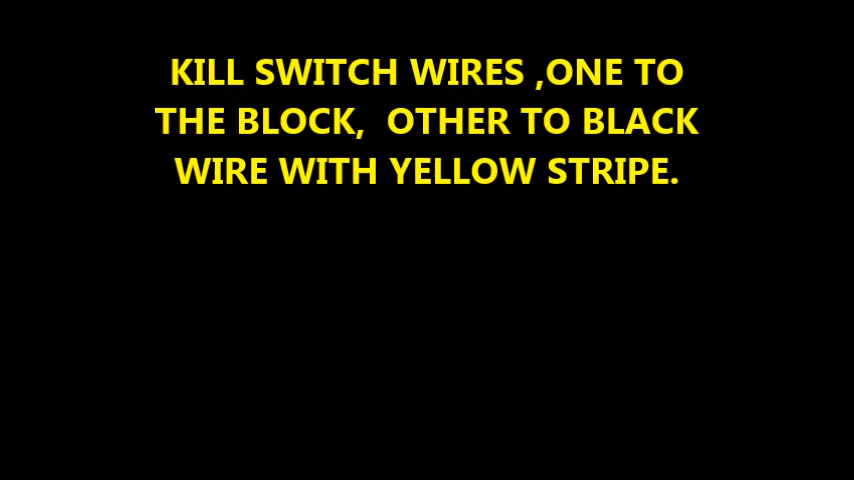 KILL SWITCH WIRES ,ONE TO
THE BLOCK,  OTHER TO BLACK
WIRE WITH YELLOW STRIPE.